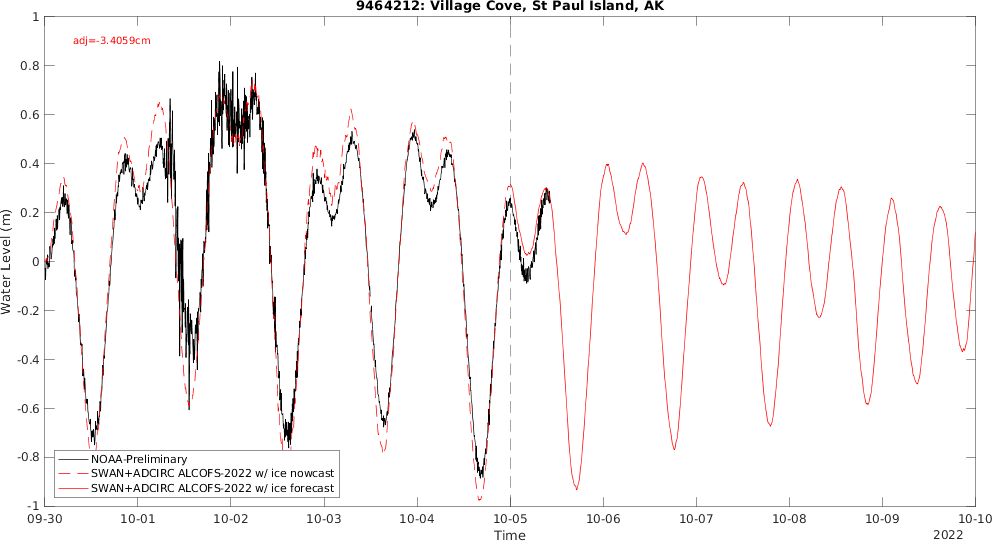 9464212: Village Cove, St Paul Island, AK
adj=-3.4059cm
1
0.8
0.6
0.4
0.2
0
-0.2
-0.4
-0.6
-0.8
-1
Water Level (m)
NOAA-Preliminary
SWAN+ADCIRC ALCOFS-2022 w/ ice nowcast
SWAN+ADCIRC ALCOFS-2022 w/ ice forecast
09-30 10-01 10-02 10-03 10-04 10-05 10-06 10-07 10-08 10-09 10-10
Time
2022